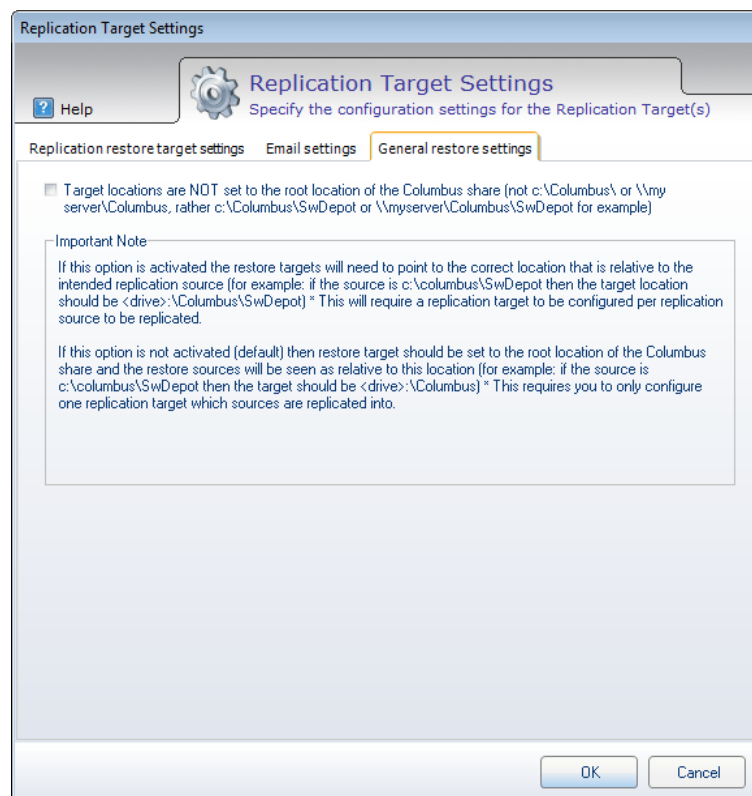 Replication Target Settings
Replication Target Settings
? Help
Specify the configuration settings for the Replication Target(s)
Replication restore target settings Email settings General restore settings
Target locations are NOT set to the root location of the Columbus share (not c:\Columbus\ or \\my
server\Columbus, rather c:\Columbus\SwDepot or \\myserver\Columbus\SwDepot for example)
Important Note
If this option is activated the restore targets will need to point to the correct location that is relative to the
intended replication source (for example: if the source is c:\columbus\SwDepot then the target location
should be <drive>:\Columbus\SwDepot) * This will require a replication target to be configured per replication
source to be replicated.
If this option is not activated (default) then restore target should be set to the root location of the Columbus
share and the restore sources will be seen as relative to this location (for example: if the source is
c:\columbus\SwDepot then the target should be <drive>:\Columbus) * This requires you to only configure
one replication target which sources are replicated into.
OK Cancel